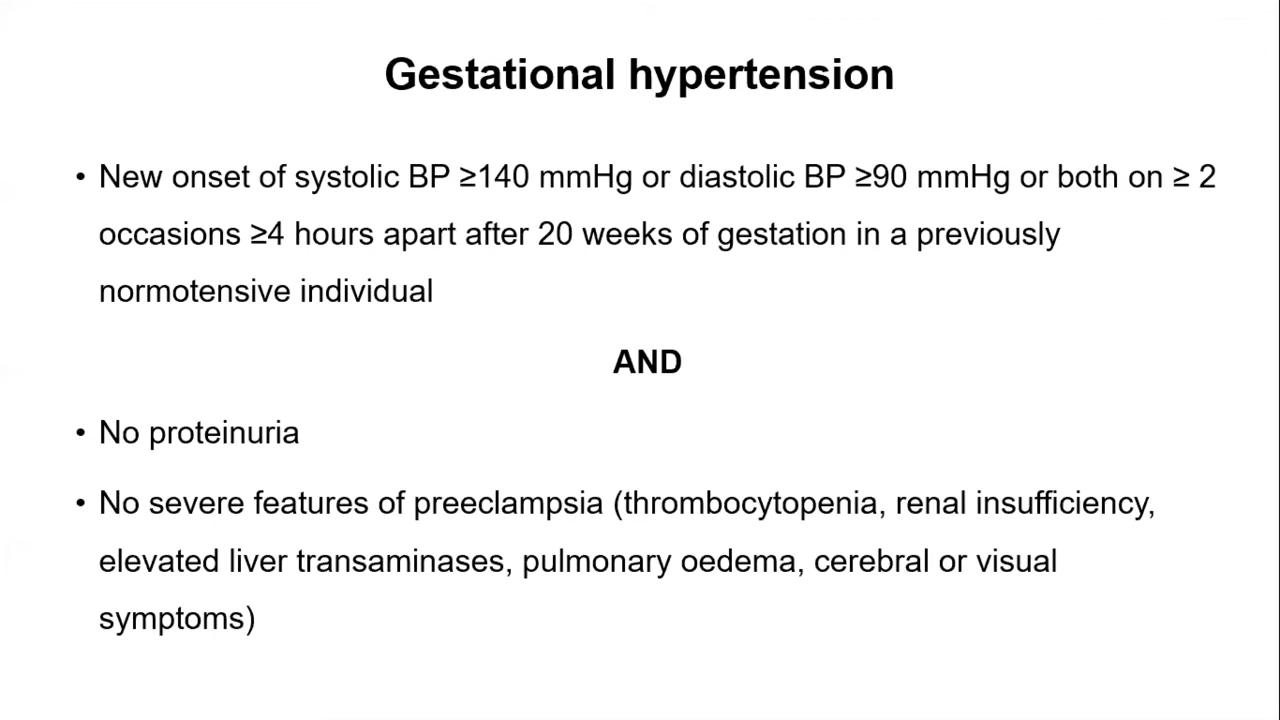 Gestational hypertension
• New onset of systolic BP ≥140 mmHg or diastolic BP ≥90 mmHg or both on ≥ 2
occasions ≥4 hours apart after 20 weeks of gestation in a previously
normotensive individual
AND
• No proteinuria
• No severe features of preeclampsia (thrombocytopenia, renal insufficiency,
elevated liver transaminases, pulmonary oedema, cerebral or visual
symptoms)